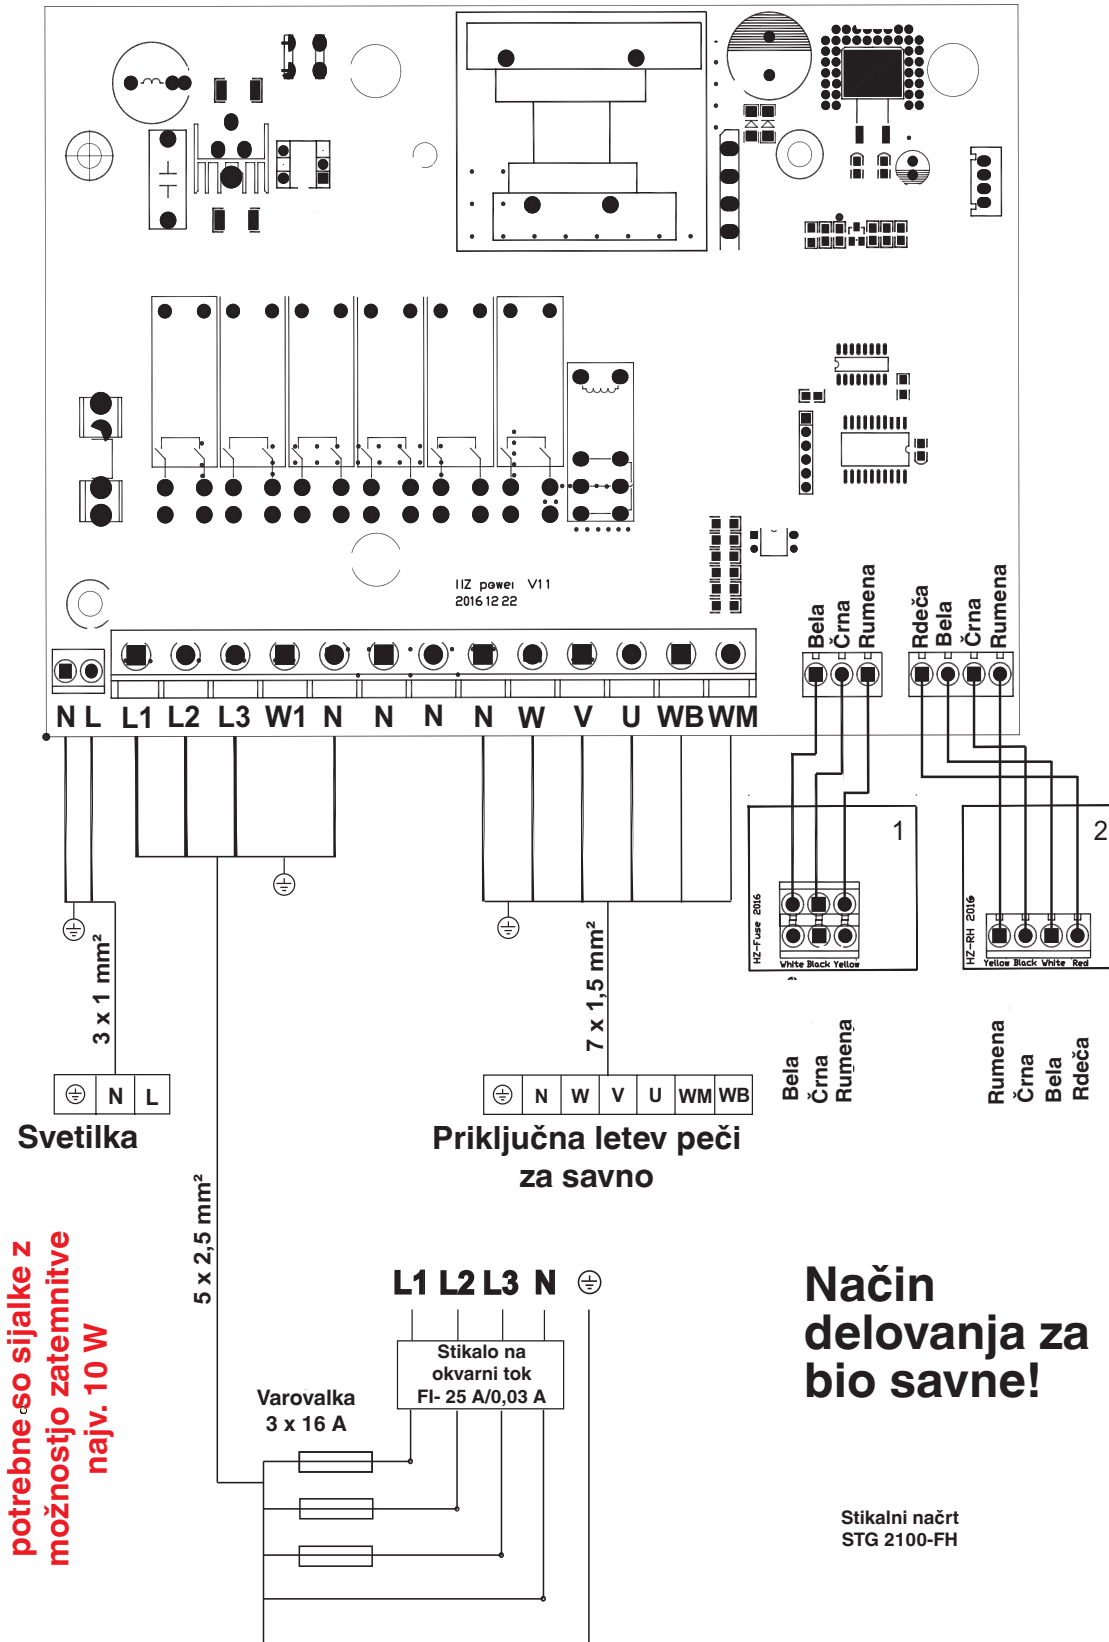 IIZ power V11
2016 12 22
Bela
Črna
Rumena
Rdeča
Bela
Črna
Rumena
N L L1 L2 L3 W1 N N N N W V U WB WM
1
HZ-Fuse 2016
White Black Yellow
2
HZ-RH 2016
Yellow Black White Red
Bela
Črna
Rumena
Rumena
Črna
Bela
Rdeča
3 x 1 mm²
7 x 1,5 mm²
N L
Svetilka
N W V U WM WB
Priključna letev peči
za savno
5 x 2,5 mm²
potrebne so sijalke z
možnostjo zatemnitve
najv. 10 W
L1 L2 L3 N
Stikalo na
okvarni tok
FI- 25 A/0,03 A
Varovalka
3 x 16 A
Način
delovanja za
bio savne!
Stikalni načrt
STG 2100-FH